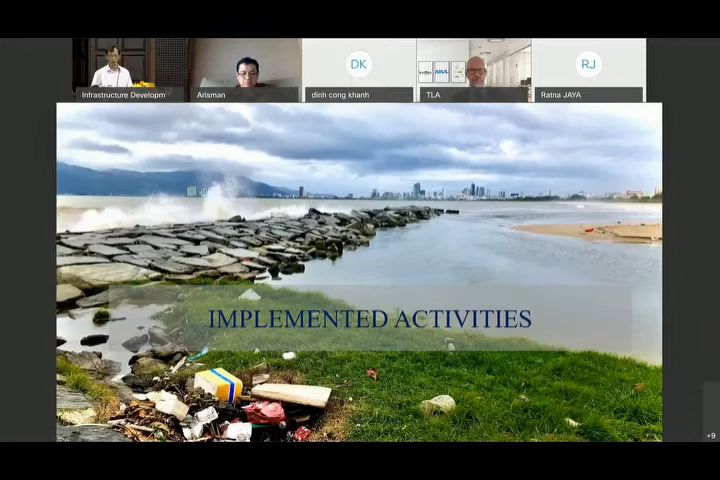 DK
RJ
Infrastructure Developm
Arisman
dinh cong khanh
TLA
Ratna JAYA
IMPLEMENTED ACTIVITIES
+9